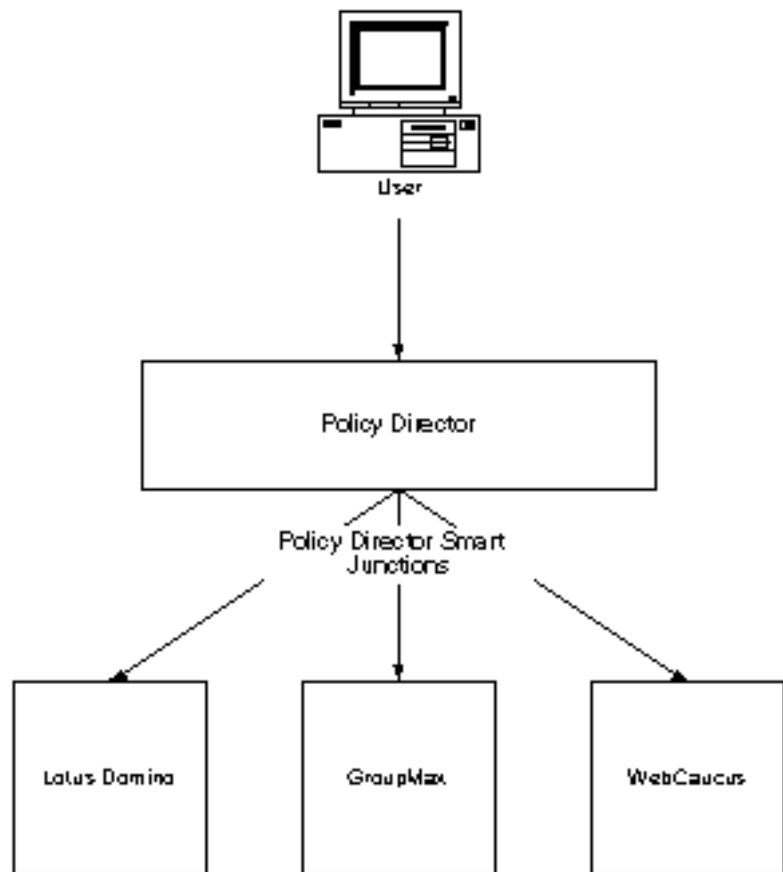 User
Policy Director
Policy Director Smart
Junctions
Lotus Domino
GroupMax
WebCaucus